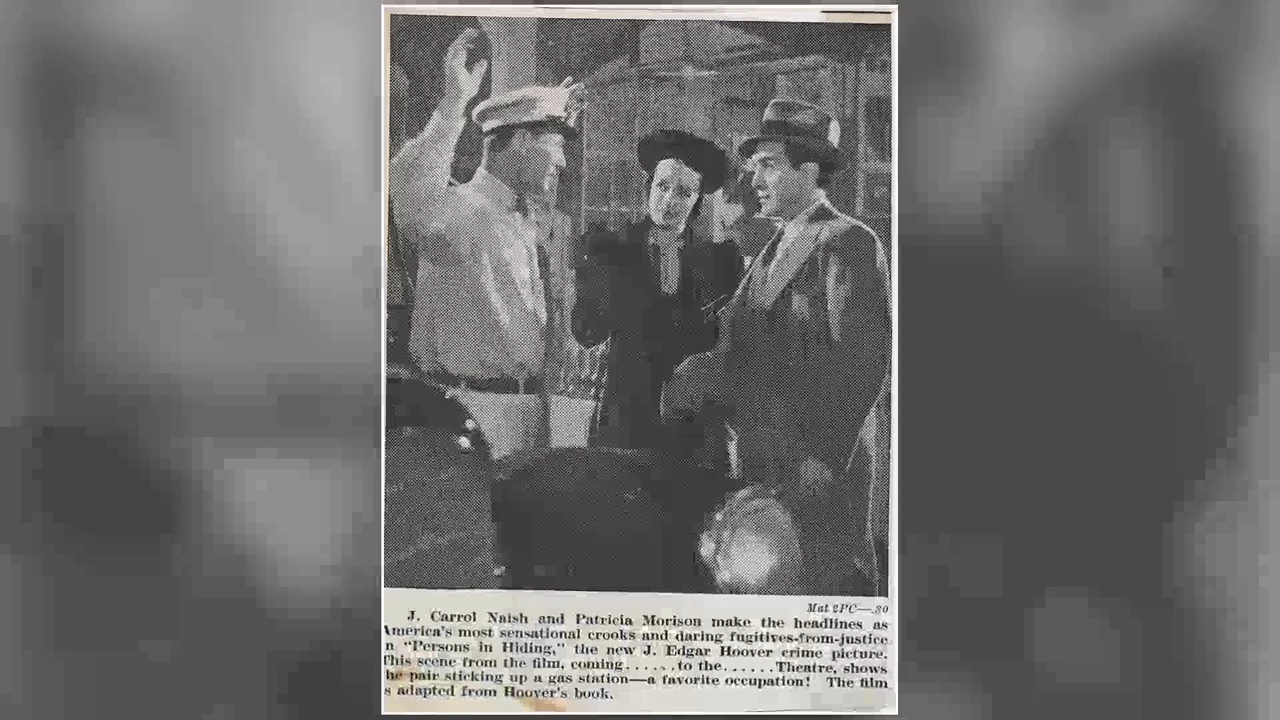 Mat 2PC—.30
J. Carrol Naish and Patricia Morison make the headlines as
America's most sensational crooks and daring fugitives-from-justice
n "Persons in Hiding," the new J. Edgar Hoover crime picture.
This scene from the film, coming......to the......Theatre, shows
he pair sticking up a gas station—a favorite occupation! The film
s adapted from Hoover's book.